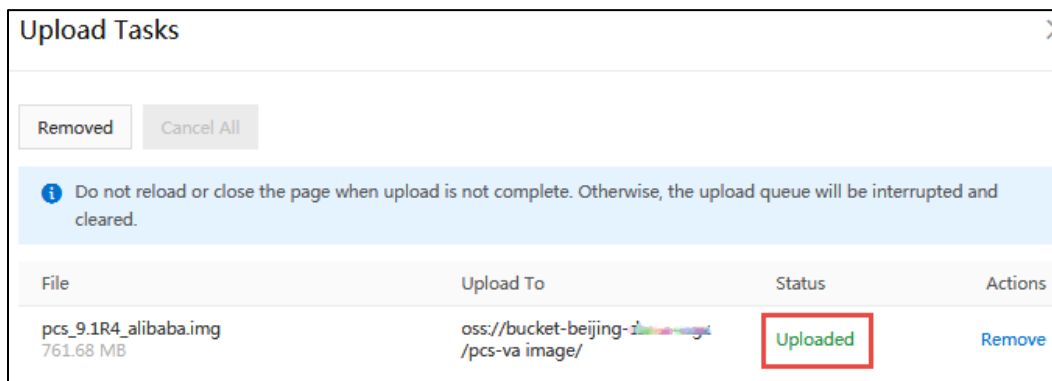 Upload Tasks
Removed
Cancel All
Do not reload or close the page when upload is not complete. Otherwise, the upload queue will be interrupted and
cleared.
File
Upload To
Status
Actions
pcs_9.1R4_alibaba.img
oss://bucket-beijing-
Uploaded
Remove
761.68 MB
/pcs-va image/